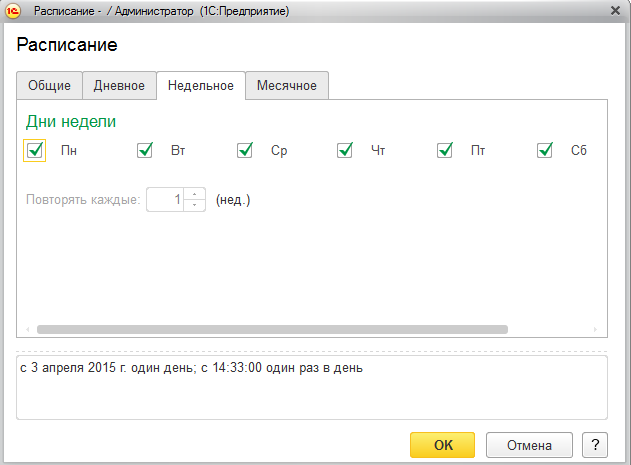 Расписание - / Администратор (1С:Предприятие)
Расписание
Общие Дневное Недельное Месячное
Дни недели
Пн Вт Ср Чт Пт Сб
Повторять каждые: 1 (нед.)
с 3 апреля 2015 г. один день; с 14:33:00 один раз в день
OK Отмена ?